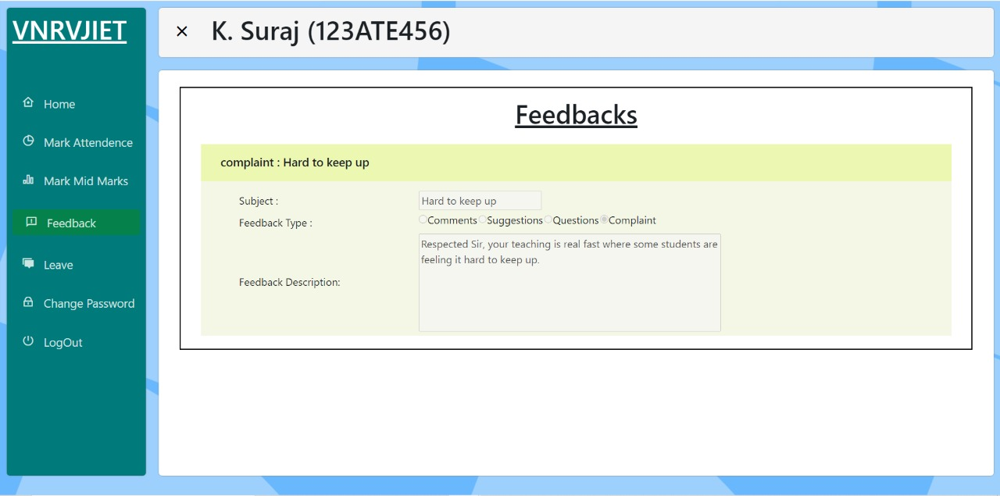 VNRVJIET
Home
Mark Attendence
Mark Mid Marks
Feedback
Leave
Change Password
LogOut
K. Suraj (123ATE456)
Feedbacks
complaint : Hard to keep up
Subject : Hard to keep up
Feedback Type : Comments Suggestions Questions Complaint
Feedback Description:
Respected Sir, your teaching is real fast where some students are
feeling it hard to keep up.